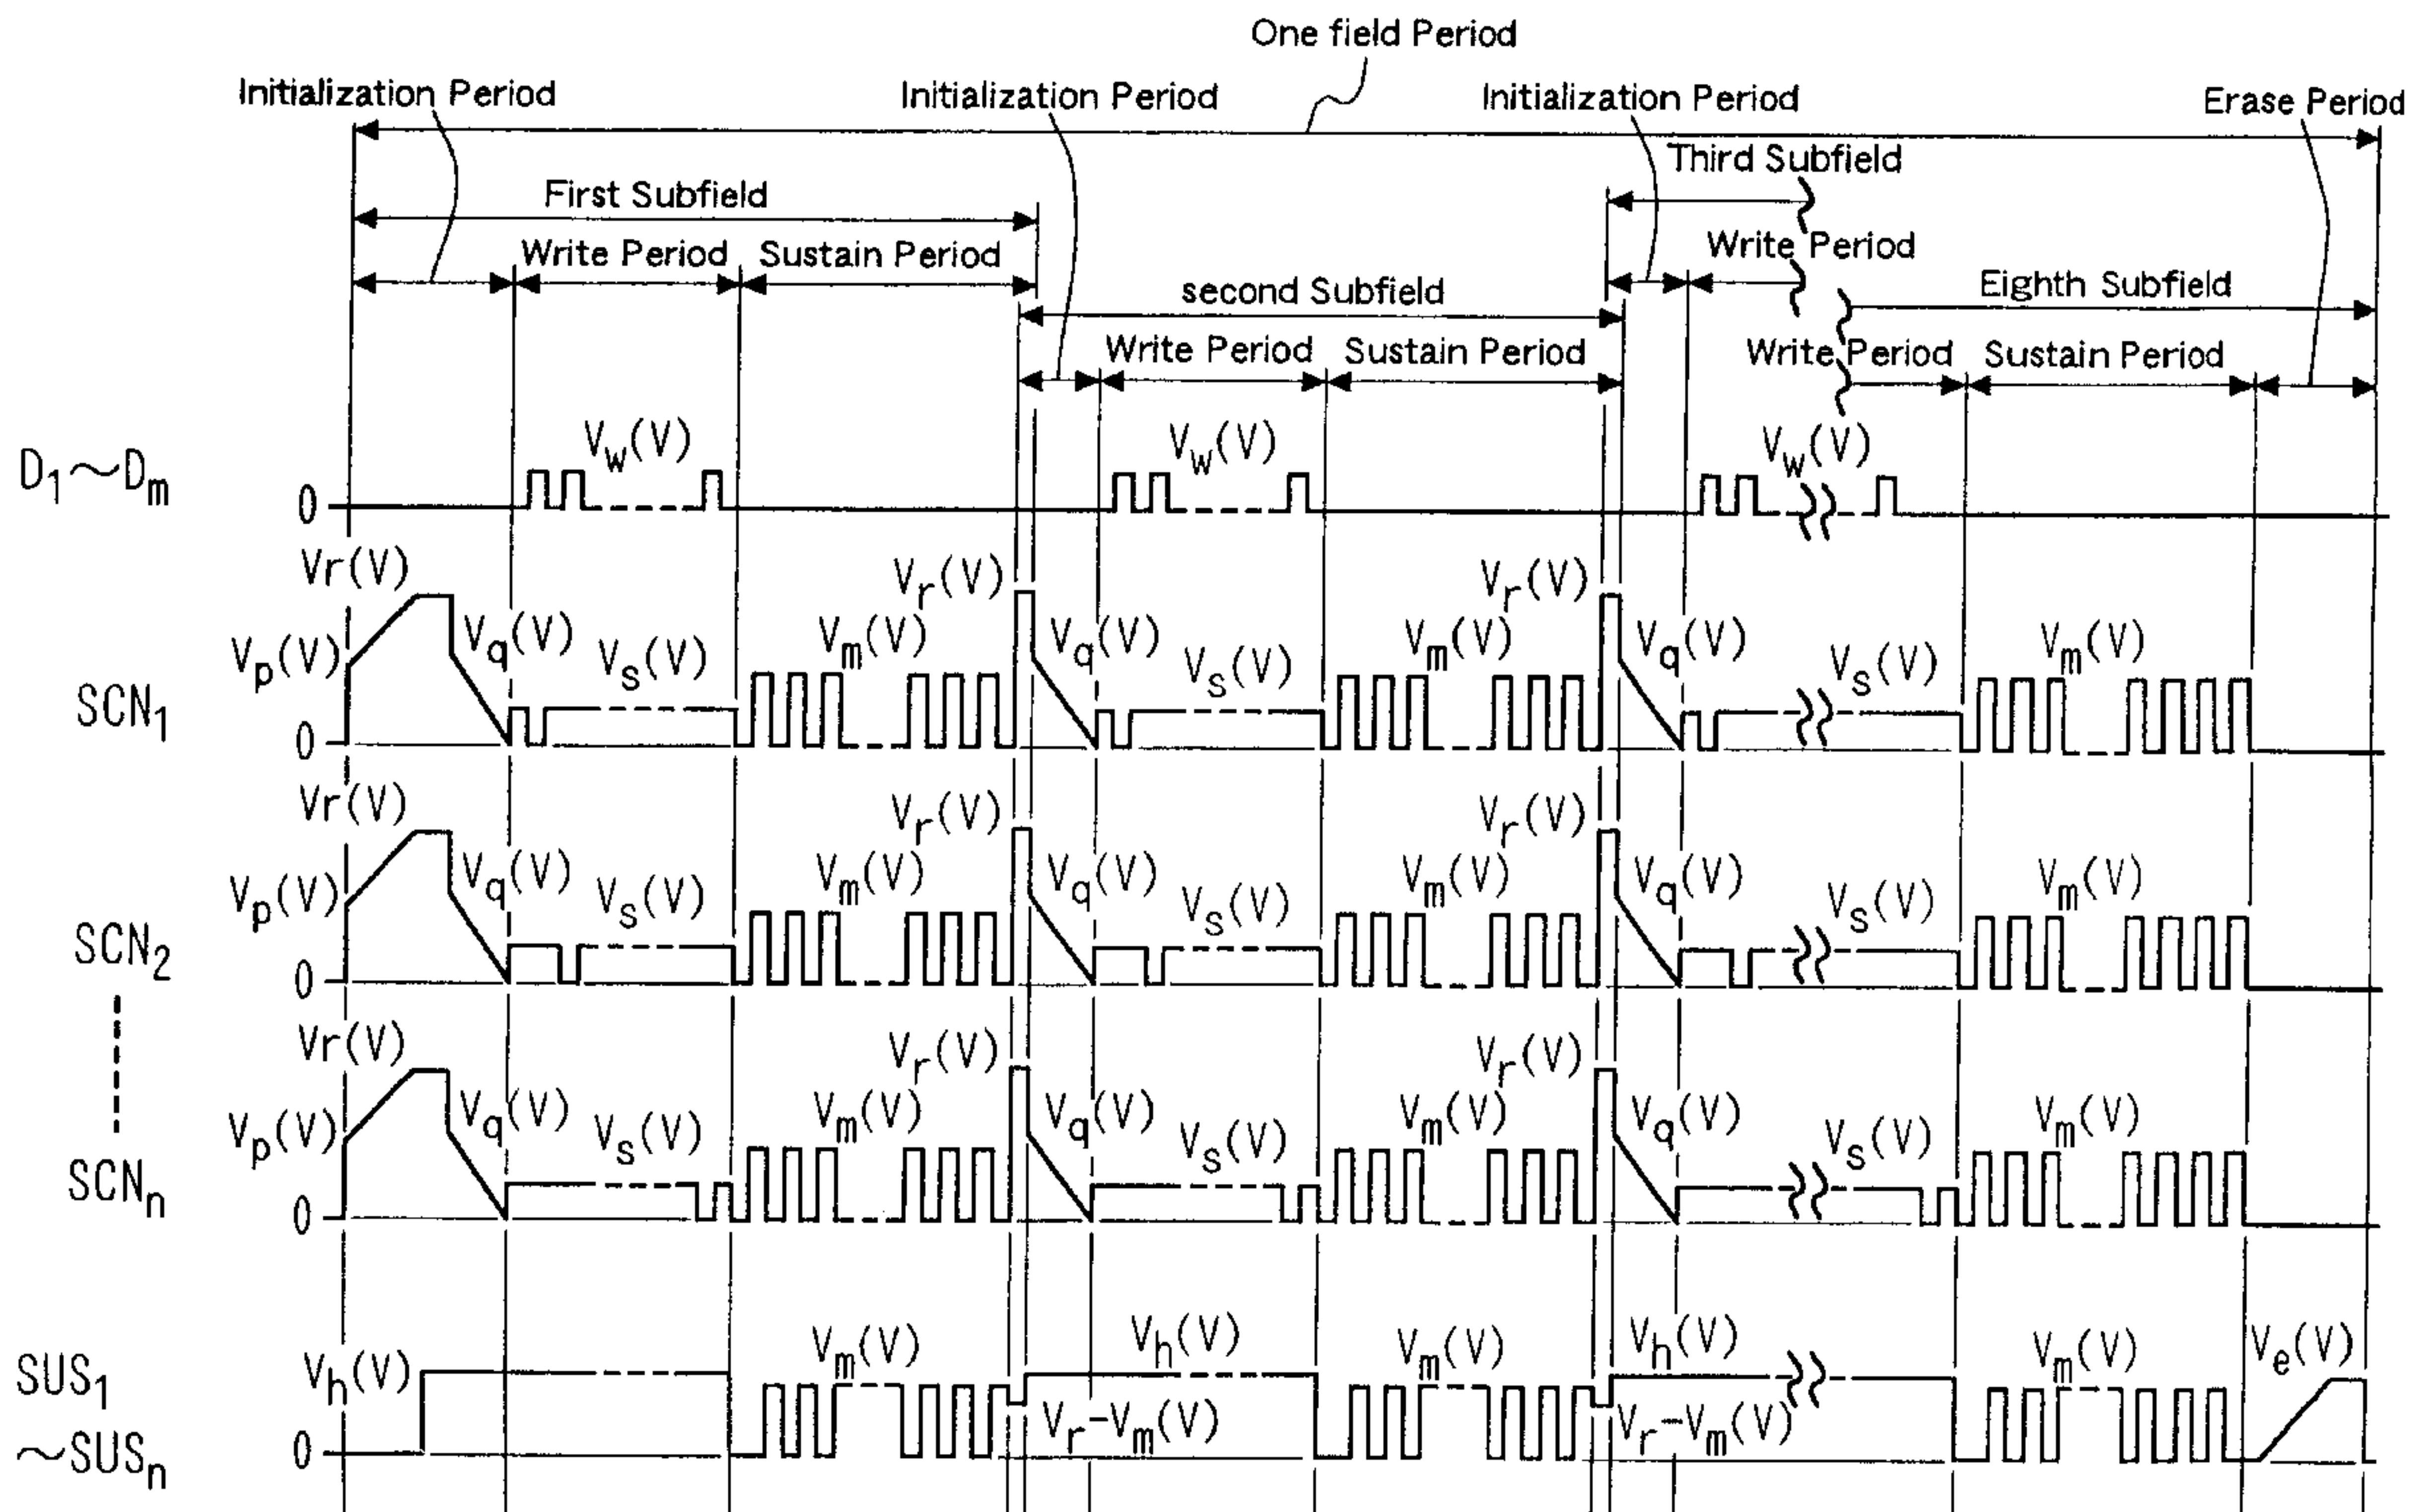 One field Period
Initialization Period Initialization Period Initialization Period Erase Period
Third Subfield
First Subfield
Write Period Sustain Period Write Period
second Subfield Eighth Subfield
Write Period Sustain Period Write Period Sustain Period
D1～Dm 0 Vw(V) Vw(V) Vw(V)
Vr(V) Vr(V) Vr(V)
Vp(V) Vq(V) Vs(V) Vm(V) Vq(V) Vs(V) Vm(V) Vq(V) Vs(V) Vm(V)
SCN1 0
Vr(V) Vr(V) Vr(V)
Vp(V) Vq(V) Vs(V) Vm(V) Vq(V) Vs(V) Vm(V) Vq(V) Vs(V) Vm(V)
SCN2 0
Vr(V) Vr(V) Vr(V)
Vp(V) Vq(V) Vs(V) Vm(V) Vq(V) Vs(V) Vm(V) Vq(V) Vs(V) Vm(V)
SCNn 0
SUS1 Vh(V) Vm(V) Vh(V) Vm(V) Vh(V) Vm(V) Ve(V)
～SUSn 0 Vr-Vm(V) Vr-Vm(V)